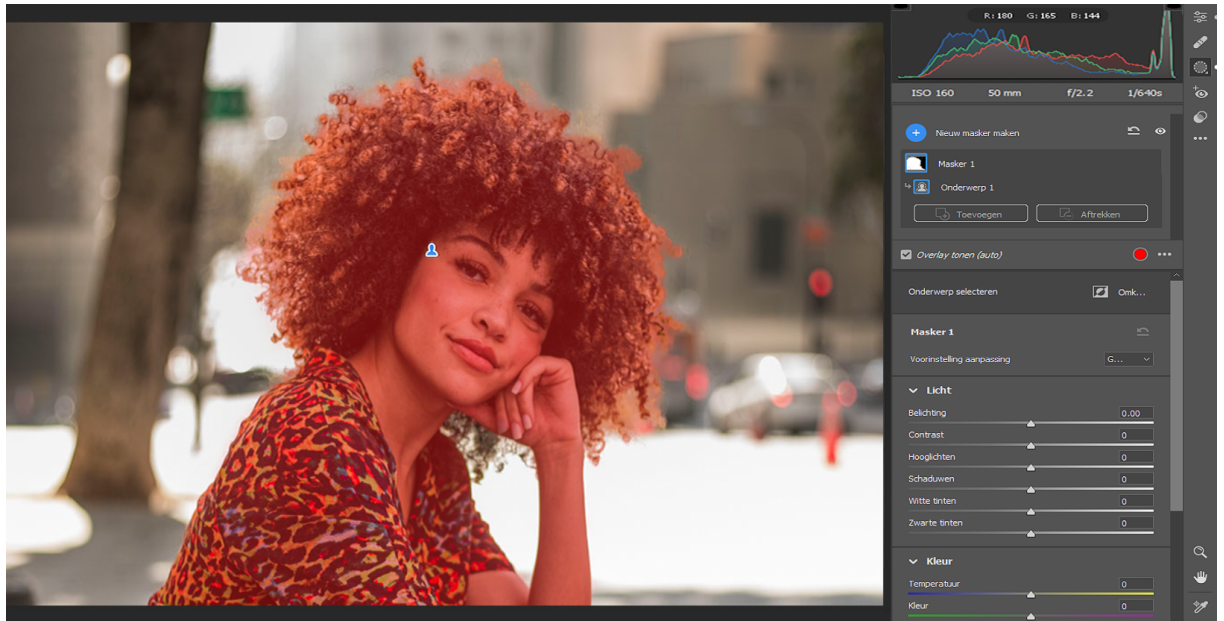 R: 180 G: 165 B: 144
ISO 160 50 mm f/2.2 1/640s
Nieuw masker maken
Masker 1
Onderwerp 1
Toevoegen Aftrekken
Overlay tonen (auto)
Onderwerp selecteren Omk...
Masker 1
Voorinstelling aanpassing G...
Licht
Belichting 0.00
Contrast 0
Hooglichten 0
Schaduwen 0
Witte tinten 0
Zwarte tinten 0
Kleur
Temperatuur 0
Kleur 0